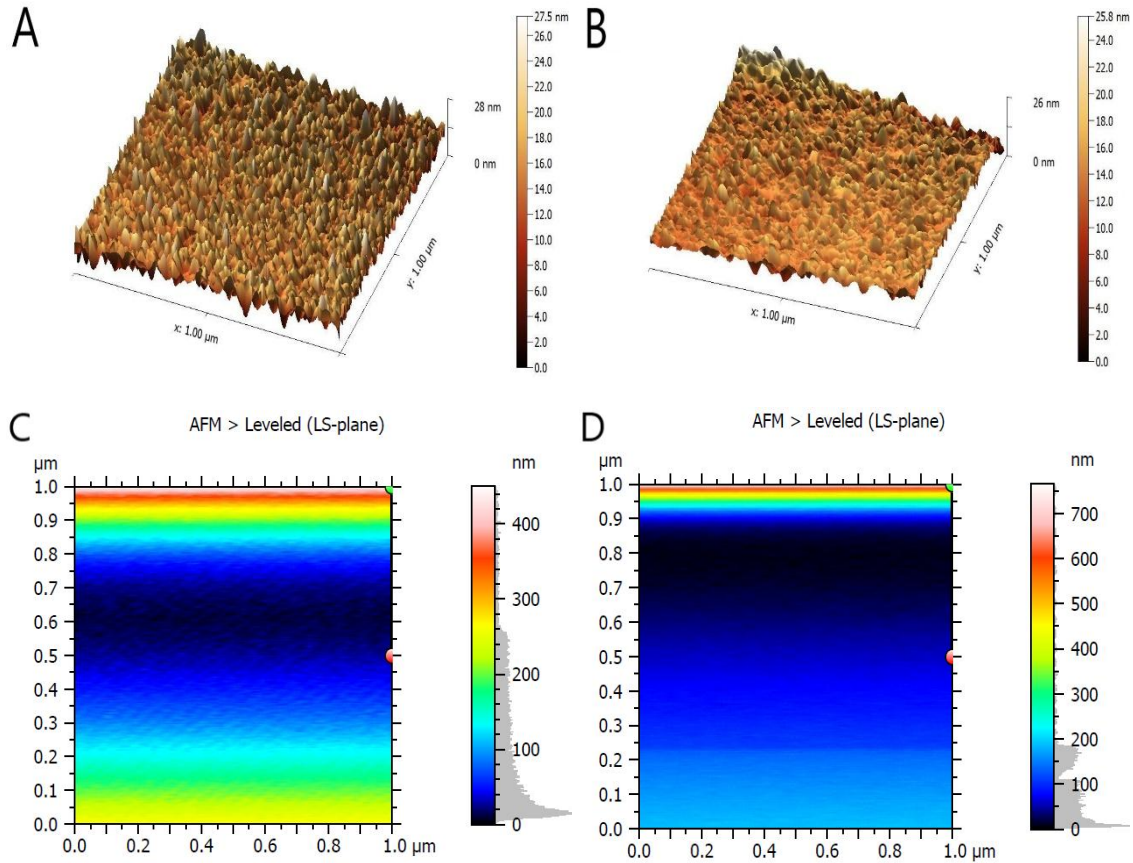 A
27.5 nm
26.0
24.0
22.0
20.0
18.0
16.0
14.0
12.0
10.0
8.0
6.0
4.0
2.0
0.0
28 nm
0 nm
y: 1.00 µm
x: 1.00 µm
B
25.8 nm
24.0
22.0
20.0
18.0
16.0
14.0
12.0
10.0
8.0
6.0
4.0
2.0
0.0
26 nm
0 nm
y: 1.00 µm
x: 1.00 µm
C
AFM > Leveled (LS-plane)
µm
nm
1.0
0.9
0.8
0.7
0.6
0.5
0.4
0.3
0.2
0.1
0.0
0.0 0.2 0.4 0.6 0.8 1.0 µm
400
300
200
100
0
D
AFM > Leveled (LS-plane)
µm
nm
1.0
0.9
0.8
0.7
0.6
0.5
0.4
0.3
0.2
0.1
0.0
0.0 0.2 0.4 0.6 0.8 1.0 µm
700
600
500
400
300
200
100
0